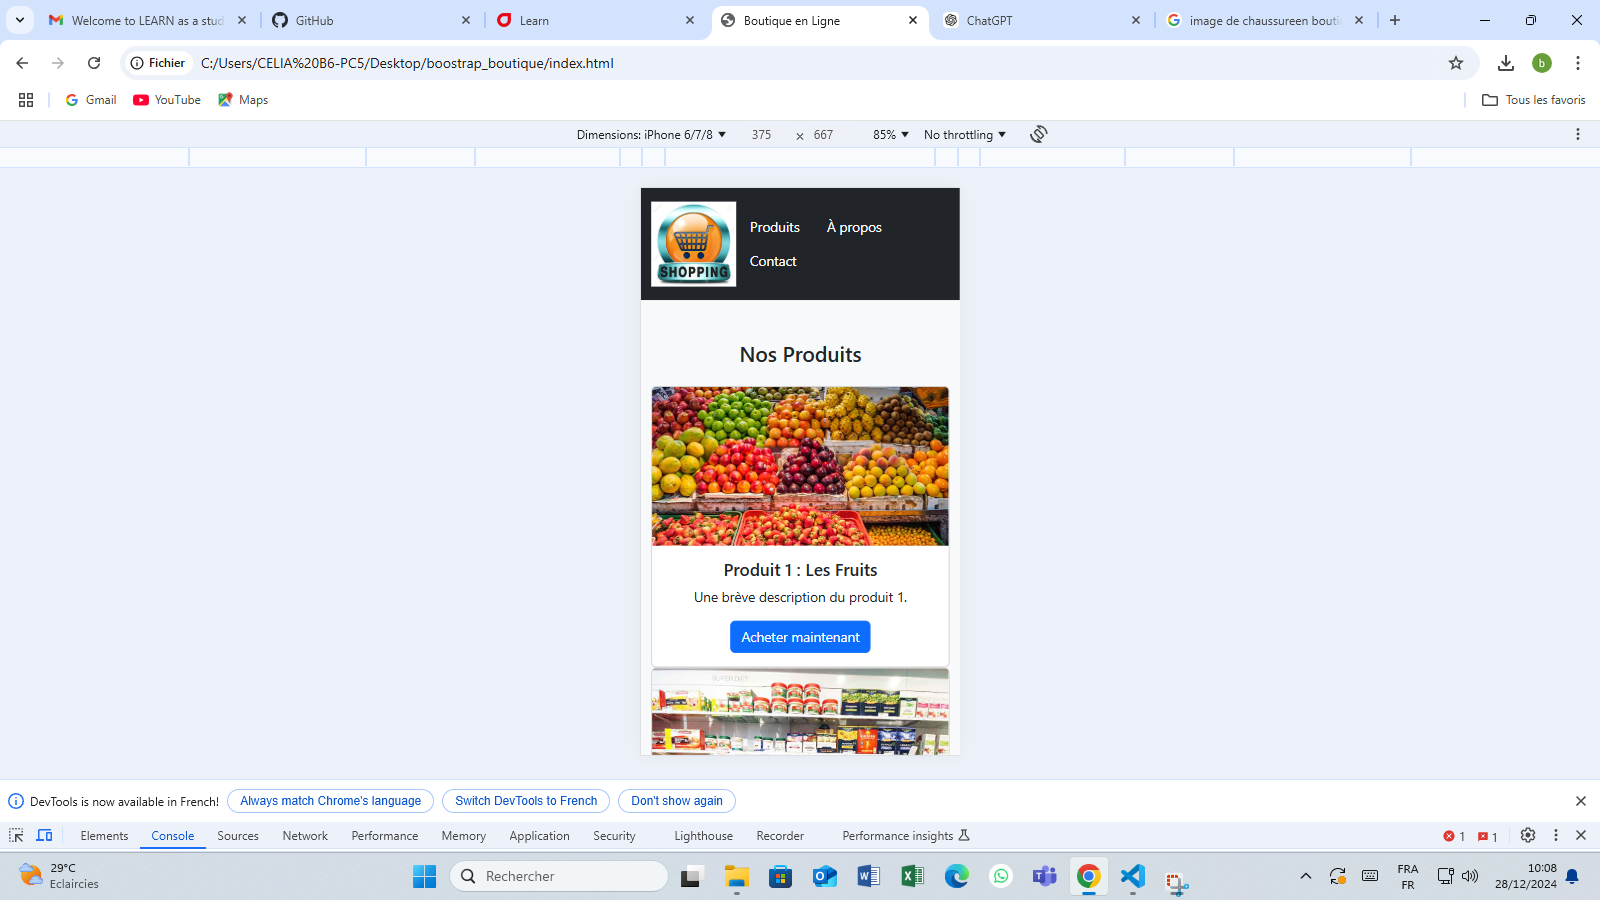 Welcome to LEARN as a stud
GitHub
Learn
Boutique en Ligne
ChatGPT
image de chaussureen bouti
Fichier
C:/Users/CELIA%20B6-PC5/Desktop/boostrap_boutique/index.html
b
Gmail
YouTube
Maps
Tous les favoris
Dimensions: iPhone 6/7/8
375
×
667
85%
No throttling
SHOPPING
Produits
À propos
Contact
Nos Produits
Produit 1 : Les Fruits
Une brève description du produit 1.
Acheter maintenant
SUPER DIET
DevTools is now available in French!
Always match Chrome's language
Switch DevTools to French
Don't show again
Elements
Console
Sources
Network
Performance
Memory
Application
Security
Lighthouse
Recorder
Performance insights
1
1
29°C
Eclaircies
Rechercher
FRA
FR
10:08
28/12/2024